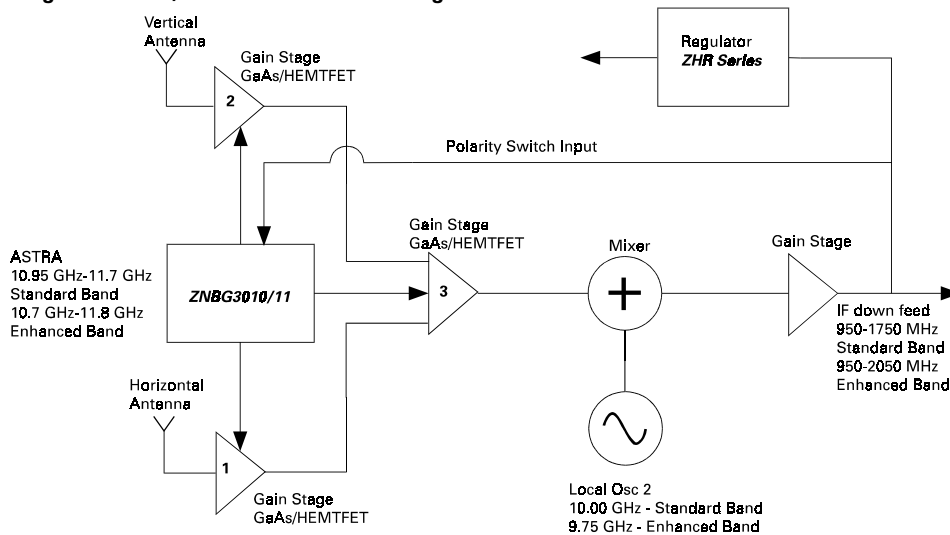 Vertical
Antenna
Gain Stage
GaAs/HEMTFET
2
Regulator
ZHR Series
Polarity Switch Input
ASTRA
10.95 GHz-11.7 GHz
Standard Band
10.7 GHz-11.8 GHz
Enhanced Band
ZNBG3010/11
Gain Stage
GaAs/HEMTFET
3
Mixer
+
Gain Stage
IF down feed
950-1750 MHz
Standard Band
950-2050 MHz
Enhanced Band
Horizontal
Antenna
1
Gain Stage
GaAs/HEMTFET
Local Osc 2
10.00 GHz - Standard Band
9.75 GHz - Enhanced Band